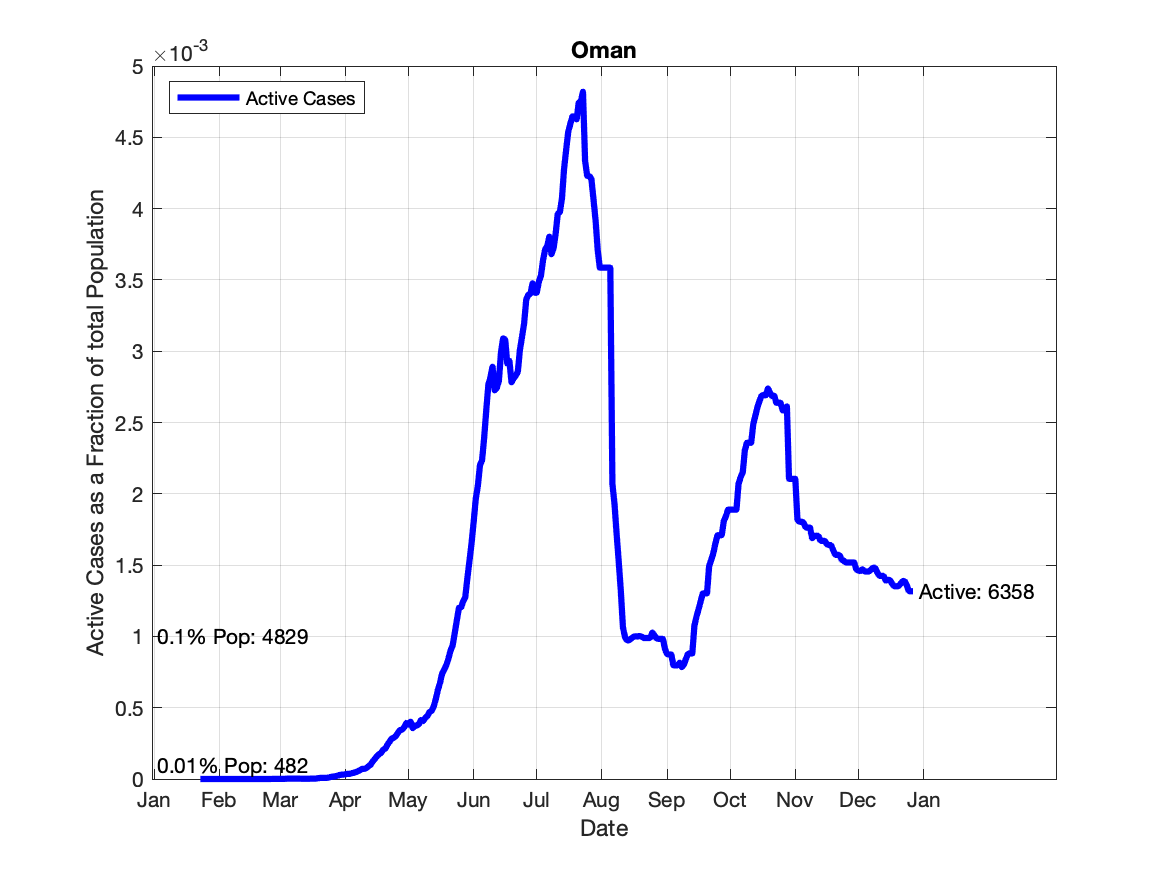 Oman
×10-3
Active Cases
5
4.5
4
3.5
3
2.5
2
1.5
1
0.5
0
Active Cases as a Fraction of total Population
0.1% Pop: 4829
0.01% Pop: 482
Active: 6358
Jan Feb Mar Apr May Jun Jul Aug Sep Oct Nov Dec Jan
Date